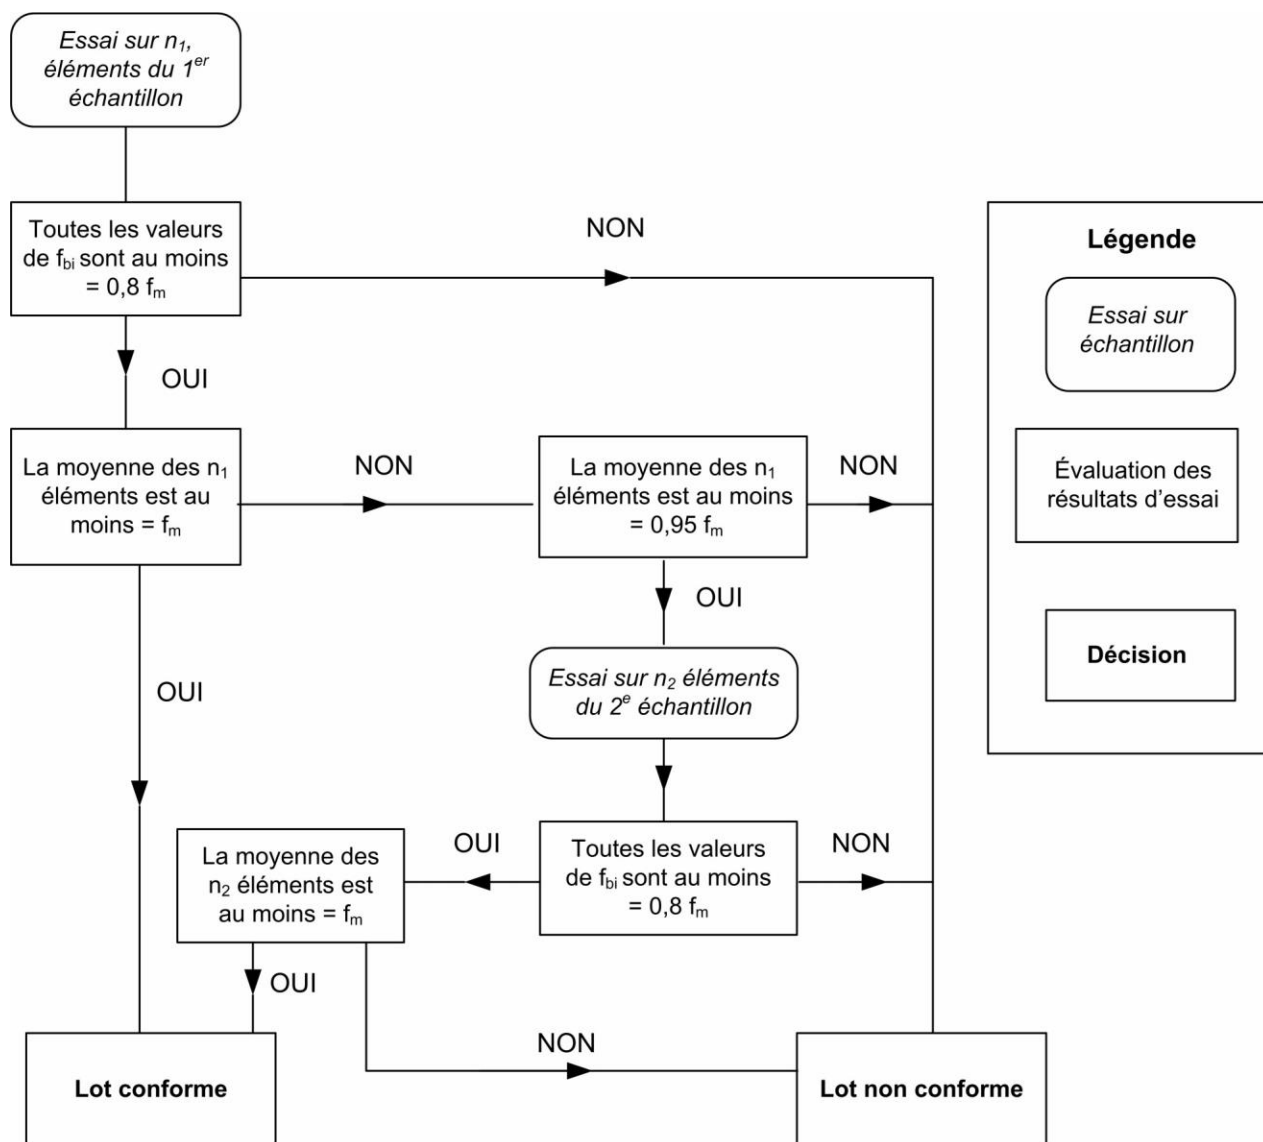 Essai sur n₁,
éléments du 1ᵉʳ
échantillon
Toutes les valeurs
de f_bi sont au moins
= 0,8 fₘ
NON
OUI
La moyenne des n₁
éléments est au
moins = fₘ
NON
La moyenne des n₁
éléments est au moins
= 0,95 fₘ
NON
OUI
OUI
Essai sur n₂ éléments
du 2ᵉ échantillon
Toutes les valeurs
de f_bi sont au moins
= 0,8 fₘ
NON
OUI
La moyenne des
n₂ éléments est
au moins = fₘ
OUI
NON
Lot conforme
Lot non conforme
Légende
Essai sur
échantillon
Évaluation des
résultats d’essai
Décision